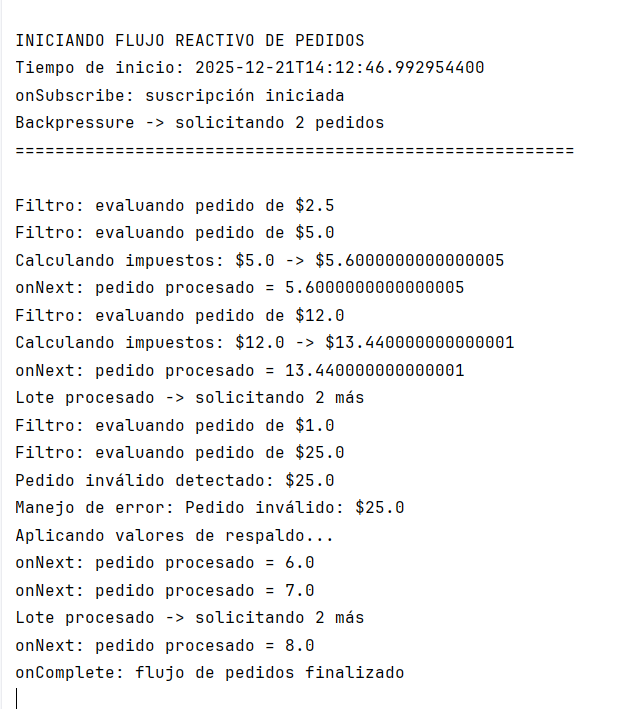 INICIANDO FLUJO REACTIVO DE PEDIDOS
Tiempo de inicio: 2025-12-21T14:12:46.992954400
onSubscribe: suscripción iniciada
Backpressure -> solicitando 2 pedidos
========================================================
Filtro: evaluando pedido de $2.5
Filtro: evaluando pedido de $5.0
Calculando impuestos: $5.0 -> $5.6000000000000005
onNext: pedido procesado = 5.6000000000000005
Filtro: evaluando pedido de $12.0
Calculando impuestos: $12.0 -> $13.440000000000001
onNext: pedido procesado = 13.440000000000001
Lote procesado -> solicitando 2 más
Filtro: evaluando pedido de $1.0
Filtro: evaluando pedido de $25.0
Pedido inválido detectado: $25.0
Manejo de error: Pedido inválido: $25.0
Aplicando valores de respaldo...
onNext: pedido procesado = 6.0
onNext: pedido procesado = 7.0
Lote procesado -> solicitando 2 más
onNext: pedido procesado = 8.0
onComplete: flujo de pedidos finalizado